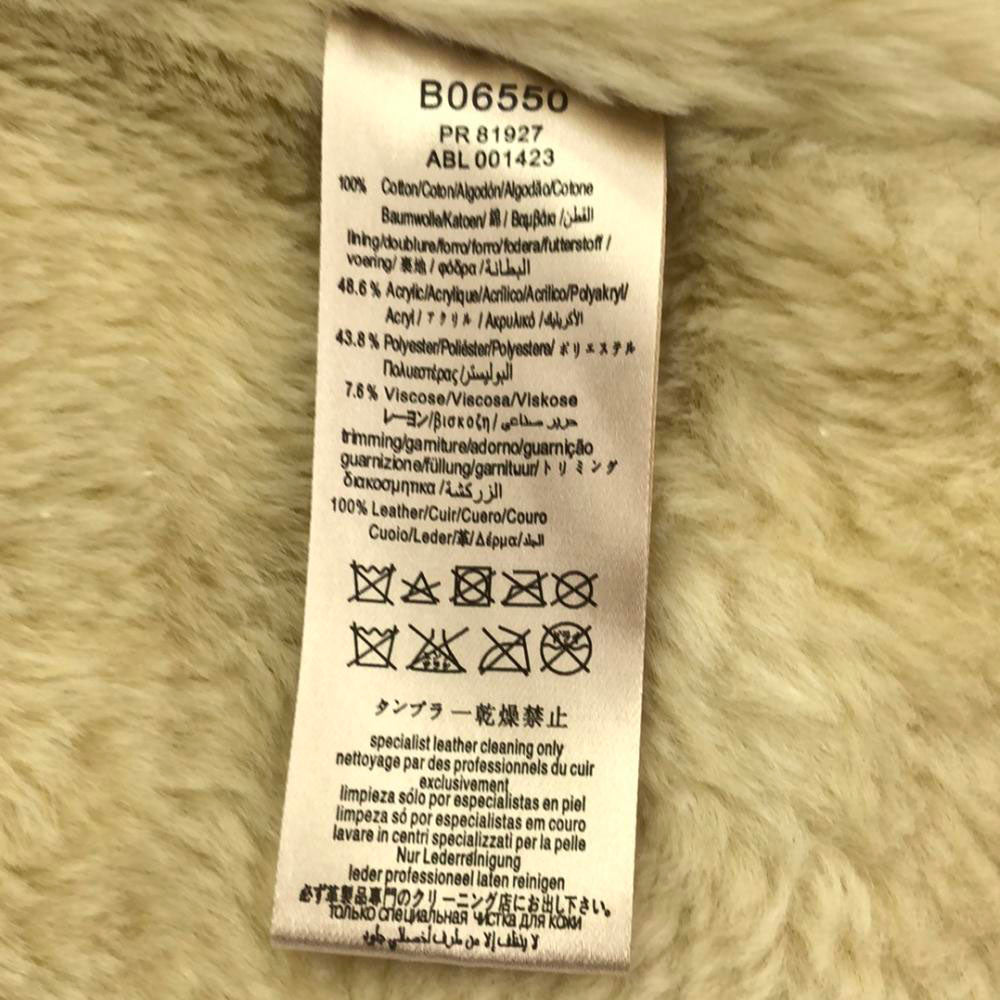 B06550
PR 81927
ABL 001423
100% Cotton/Coton/Algodón/Algodão/Cotone
Baumwolle/Katoen/ 綿 / Βαμβάκι /القطن
lining/doublure/forro/forro/fodera/futterstoff /
voering/ 裏地 / φόδρα /البطانة
48.6 % Acrylic/Acrylique/Acrílico/Acrilico/Polyakryl/
Acryl / アクリル / Ακρυλικό /الأكريليك
43.8 % Polyester/Poliéster/Polyestere/ ポリエステル
Πολυεστέρας /البوليستر
7.6% Viscose/Viscosa/Viskose
レーヨン/βισκοζη / حرير صناعي
trimming/garniture/adorno/guarnição
guarnizione/füllung/garnituur/トリミング
διακοσμητικα /الزركشة
100% Leather/Cuir/Cuero/Couro
Cuoio/Leder/革/Δέρμα/الجلد
タンブラー乾燥禁止
specialist leather cleaning only
nettoyage par des professionnels du cuir
exclusivement
limpieza sólo por especialistas en piel
limpeza só por especialistas em couro
lavare in centri specializzati per la pelle
Nur Lederreinigung
leder professioneel laten reinigen
必ず革製品専門のクリーニング店にお出し下さい。
только специальная чистка для кожи
لا ينظف إلا من طرف أخصائي جلود